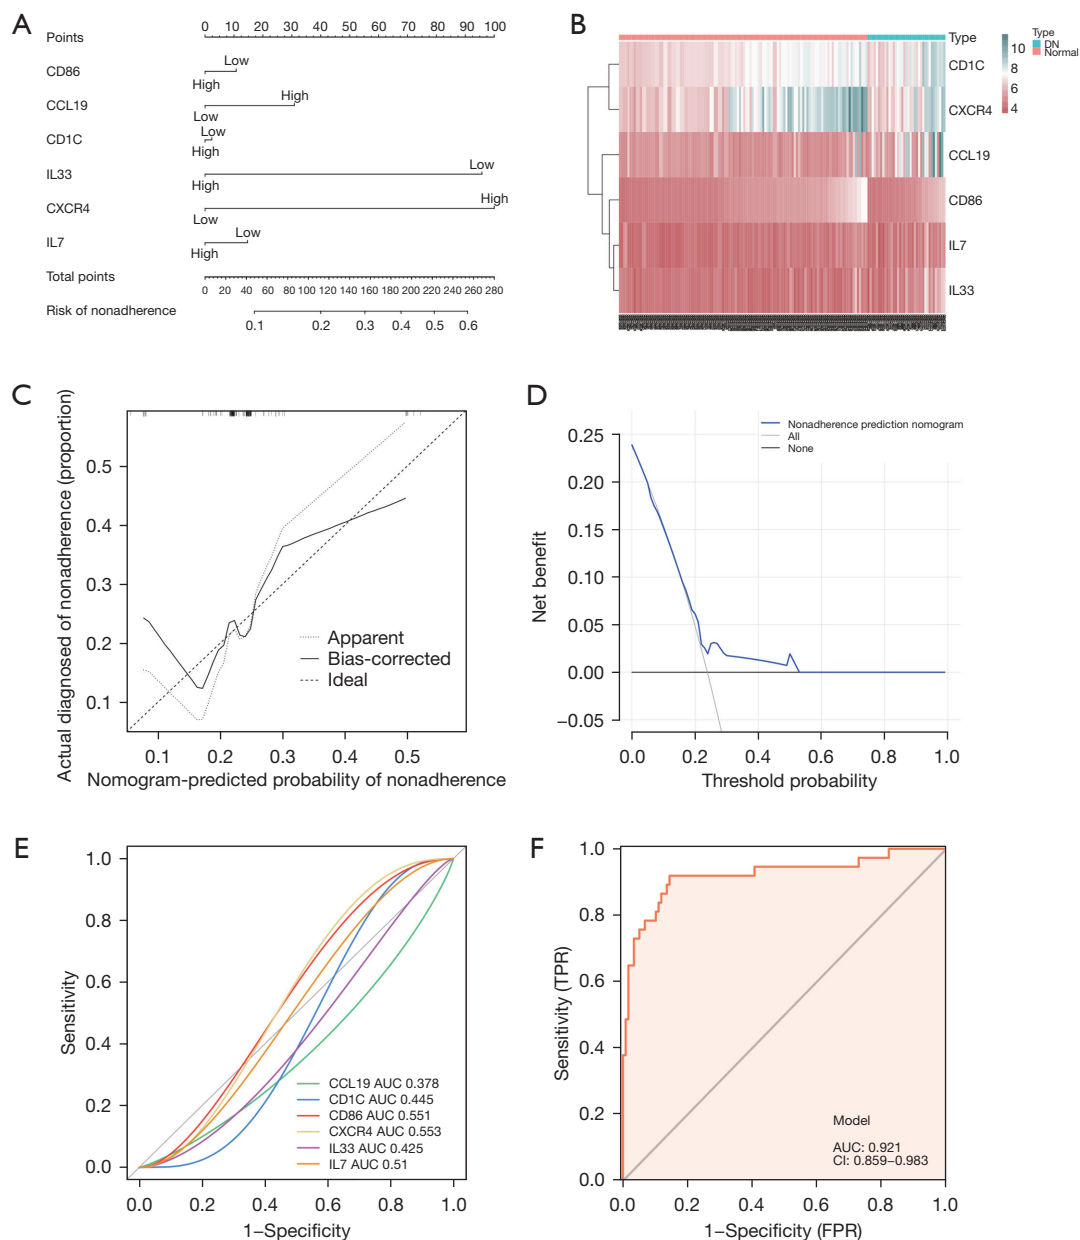 A
Points
0 10 20 30 40 50 60 70 80 90 100
CD86
Low
High
CCL19
High
Low
CD1C
Low
High
IL33
Low
High
CXCR4
High
Low
IL7
Low
High
Total points
0 20 40 60 80 100 120 140 160 180 200 220 240 260 280
Risk of nonadherence
0.1 0.2 0.3 0.4 0.5 0.6
B
Type
CD1C
CXCR4
CCL19
CD86
IL7
IL33
10
8
6
4
Type
DN
Normal
C
Actual diagnosed of nonadherence (proportion)
0.5
0.4
0.3
0.2
0.1
Apparent
Bias-corrected
Ideal
0.1 0.2 0.3 0.4 0.5
Nomogram-predicted probability of nonadherence
D
Net benefit
0.25
0.20
0.15
0.10
0.05
0.00
−0.05
Nonadherence prediction nomogram
All
None
0.0 0.2 0.4 0.6 0.8 1.0
Threshold probability
E
Sensitivity
1.0
0.8
0.6
0.4
0.2
0.0
CCL19 AUC 0.378
CD1C AUC 0.445
CD86 AUC 0.551
CXCR4 AUC 0.553
IL33 AUC 0.425
IL7 AUC 0.51
0.0 0.2 0.4 0.6 0.8 1.0
1−Specificity
F
Sensitivity (TPR)
1.0
0.8
0.6
0.4
0.2
0.0
Model
AUC: 0.921
CI: 0.859−0.983
0.0 0.2 0.4 0.6 0.8 1.0
1−Specificity (FPR)